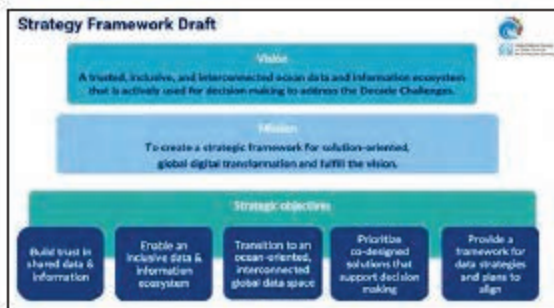 Strategy Framework Draft
Vision
A trusted, inclusive, and interconnected ocean data and information ecosystem
that is actively used for decision making to address the Decade Challenges.
Mission
To create a strategic framework for solution-oriented,
global digital transformation and fulfill the vision.
Strategic objectives
Build trust in
shared data &
information
Enable an
inclusive data &
information
ecosystem
Transition to an
ocean-oriented,
interconnected
global data space
Prioritize
co-designed
solutions that
support decision
making
Provide a
framework for
data strategies
and plans to
align